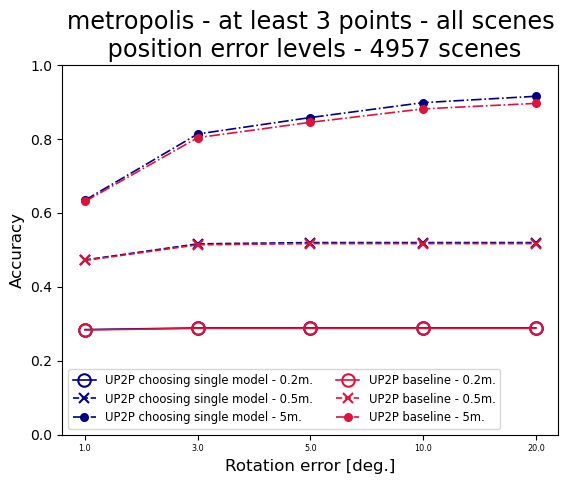 metropolis - at least 3 points - all scenes
position error levels - 4957 scenes
Accuracy
1.0
0.8
0.6
0.4
0.2
0.0
UP2P choosing single model - 0.2m.
UP2P choosing single model - 0.5m.
UP2P choosing single model - 5m.
UP2P baseline - 0.2m.
UP2P baseline - 0.5m.
UP2P baseline - 5m.
1.0 3.0 5.0 10.0 20.0
Rotation error [deg.]